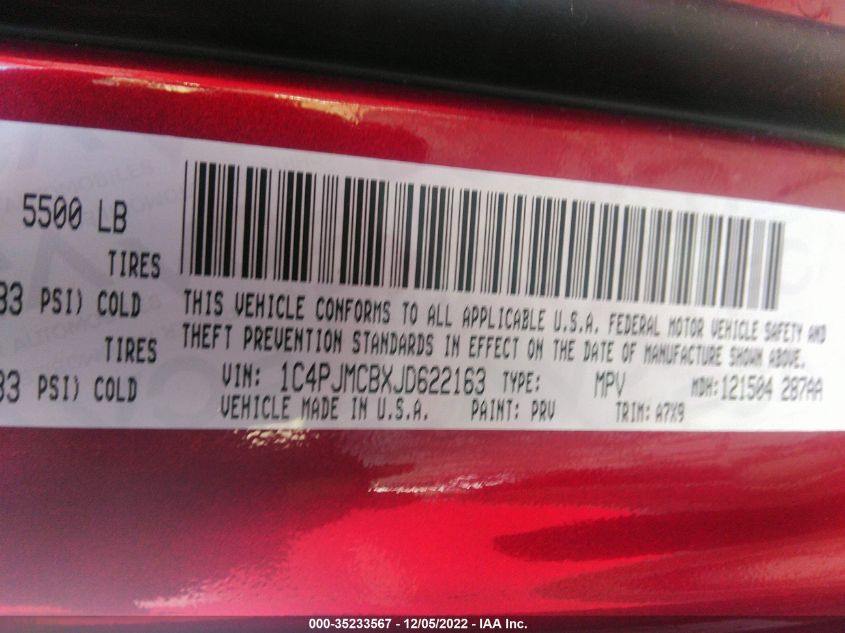 5500 LB
TIRES
33 PSI) COLD
TIRES
33 PSI) COLD
THIS VEHICLE CONFORMS TO ALL APPLICABLE U.S.A. FEDERAL MOTOR VEHICLE SAFETY AND
THEFT PREVENTION STANDARDS IN EFFECT ON THE DATE OF MANUFACTURE SHOWN ABOVE.
VIN: 1C4PJMCBXJD622163 TYPE: MPV MDH:121504 287AA
VEHICLE MADE IN U.S.A. PAINT: PRV TRIM: A7X9
000-35233567 - 12/05/2022 - IAA Inc.